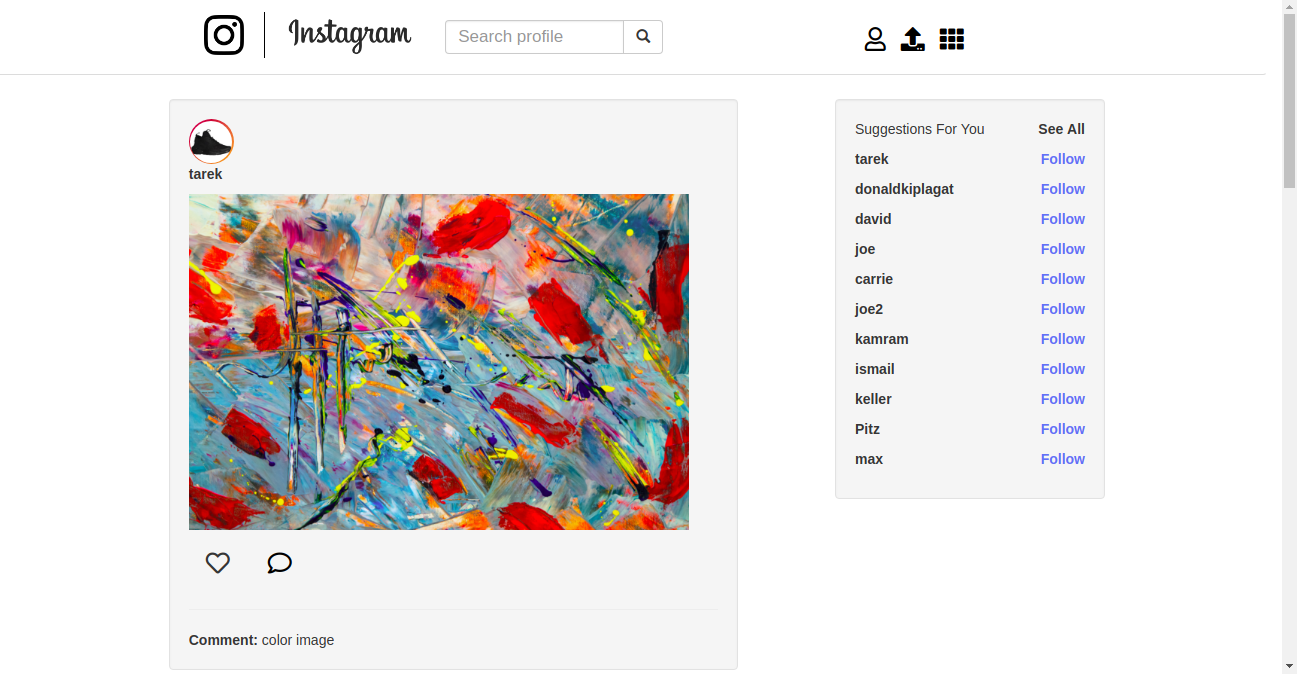 Instagram
Search profile
tarek
Comment: color image
Suggestions For You See All
tarek Follow
donaldkiplagat Follow
david Follow
joe Follow
carrie Follow
joe2 Follow
kamram Follow
ismail Follow
keller Follow
Pitz Follow
max Follow